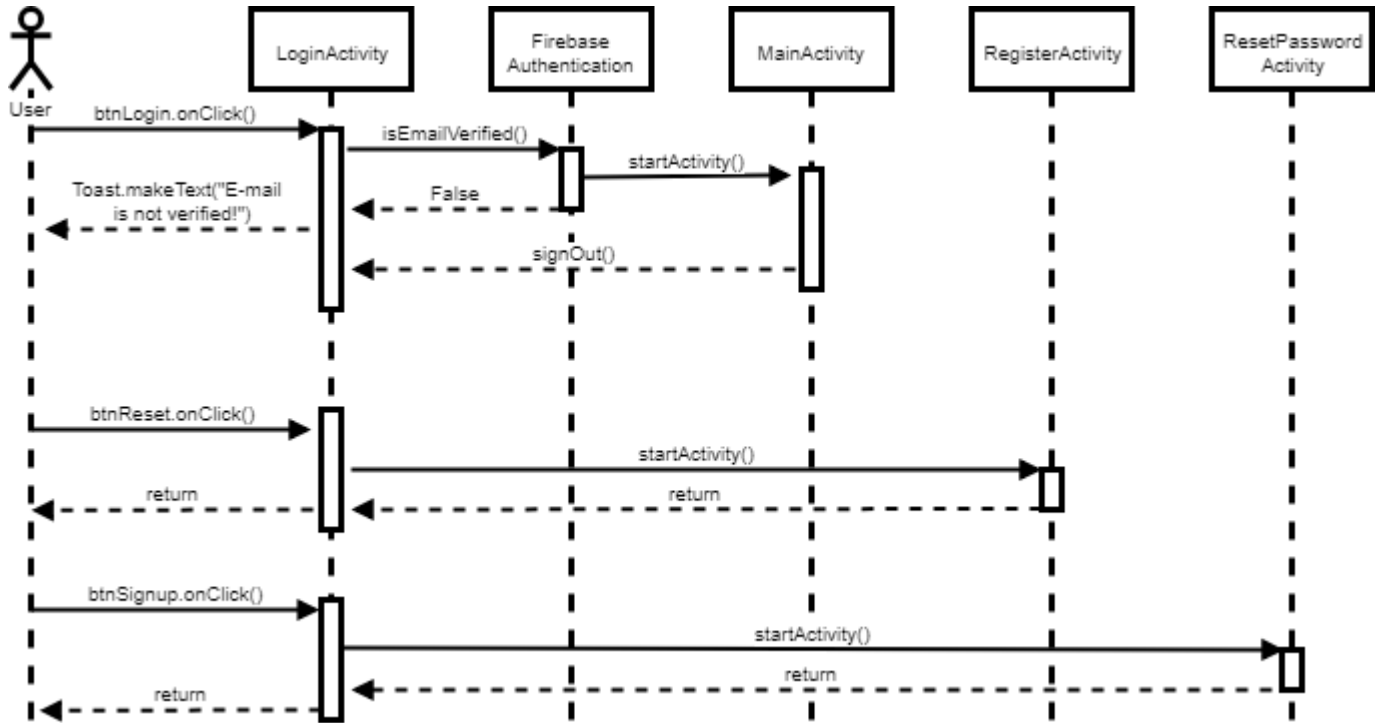 LoginActivity
Firebase
Authentication
MainActivity
RegisterActivity
ResetPassword
Activity
User
btnLogin.onClick()
isEmailVerified()
startActivity()
Toast.makeText("E-mail
is not verified!")
False
signOut()
btnReset.onClick()
startActivity()
return
return
btnSignup.onClick()
startActivity()
return
return